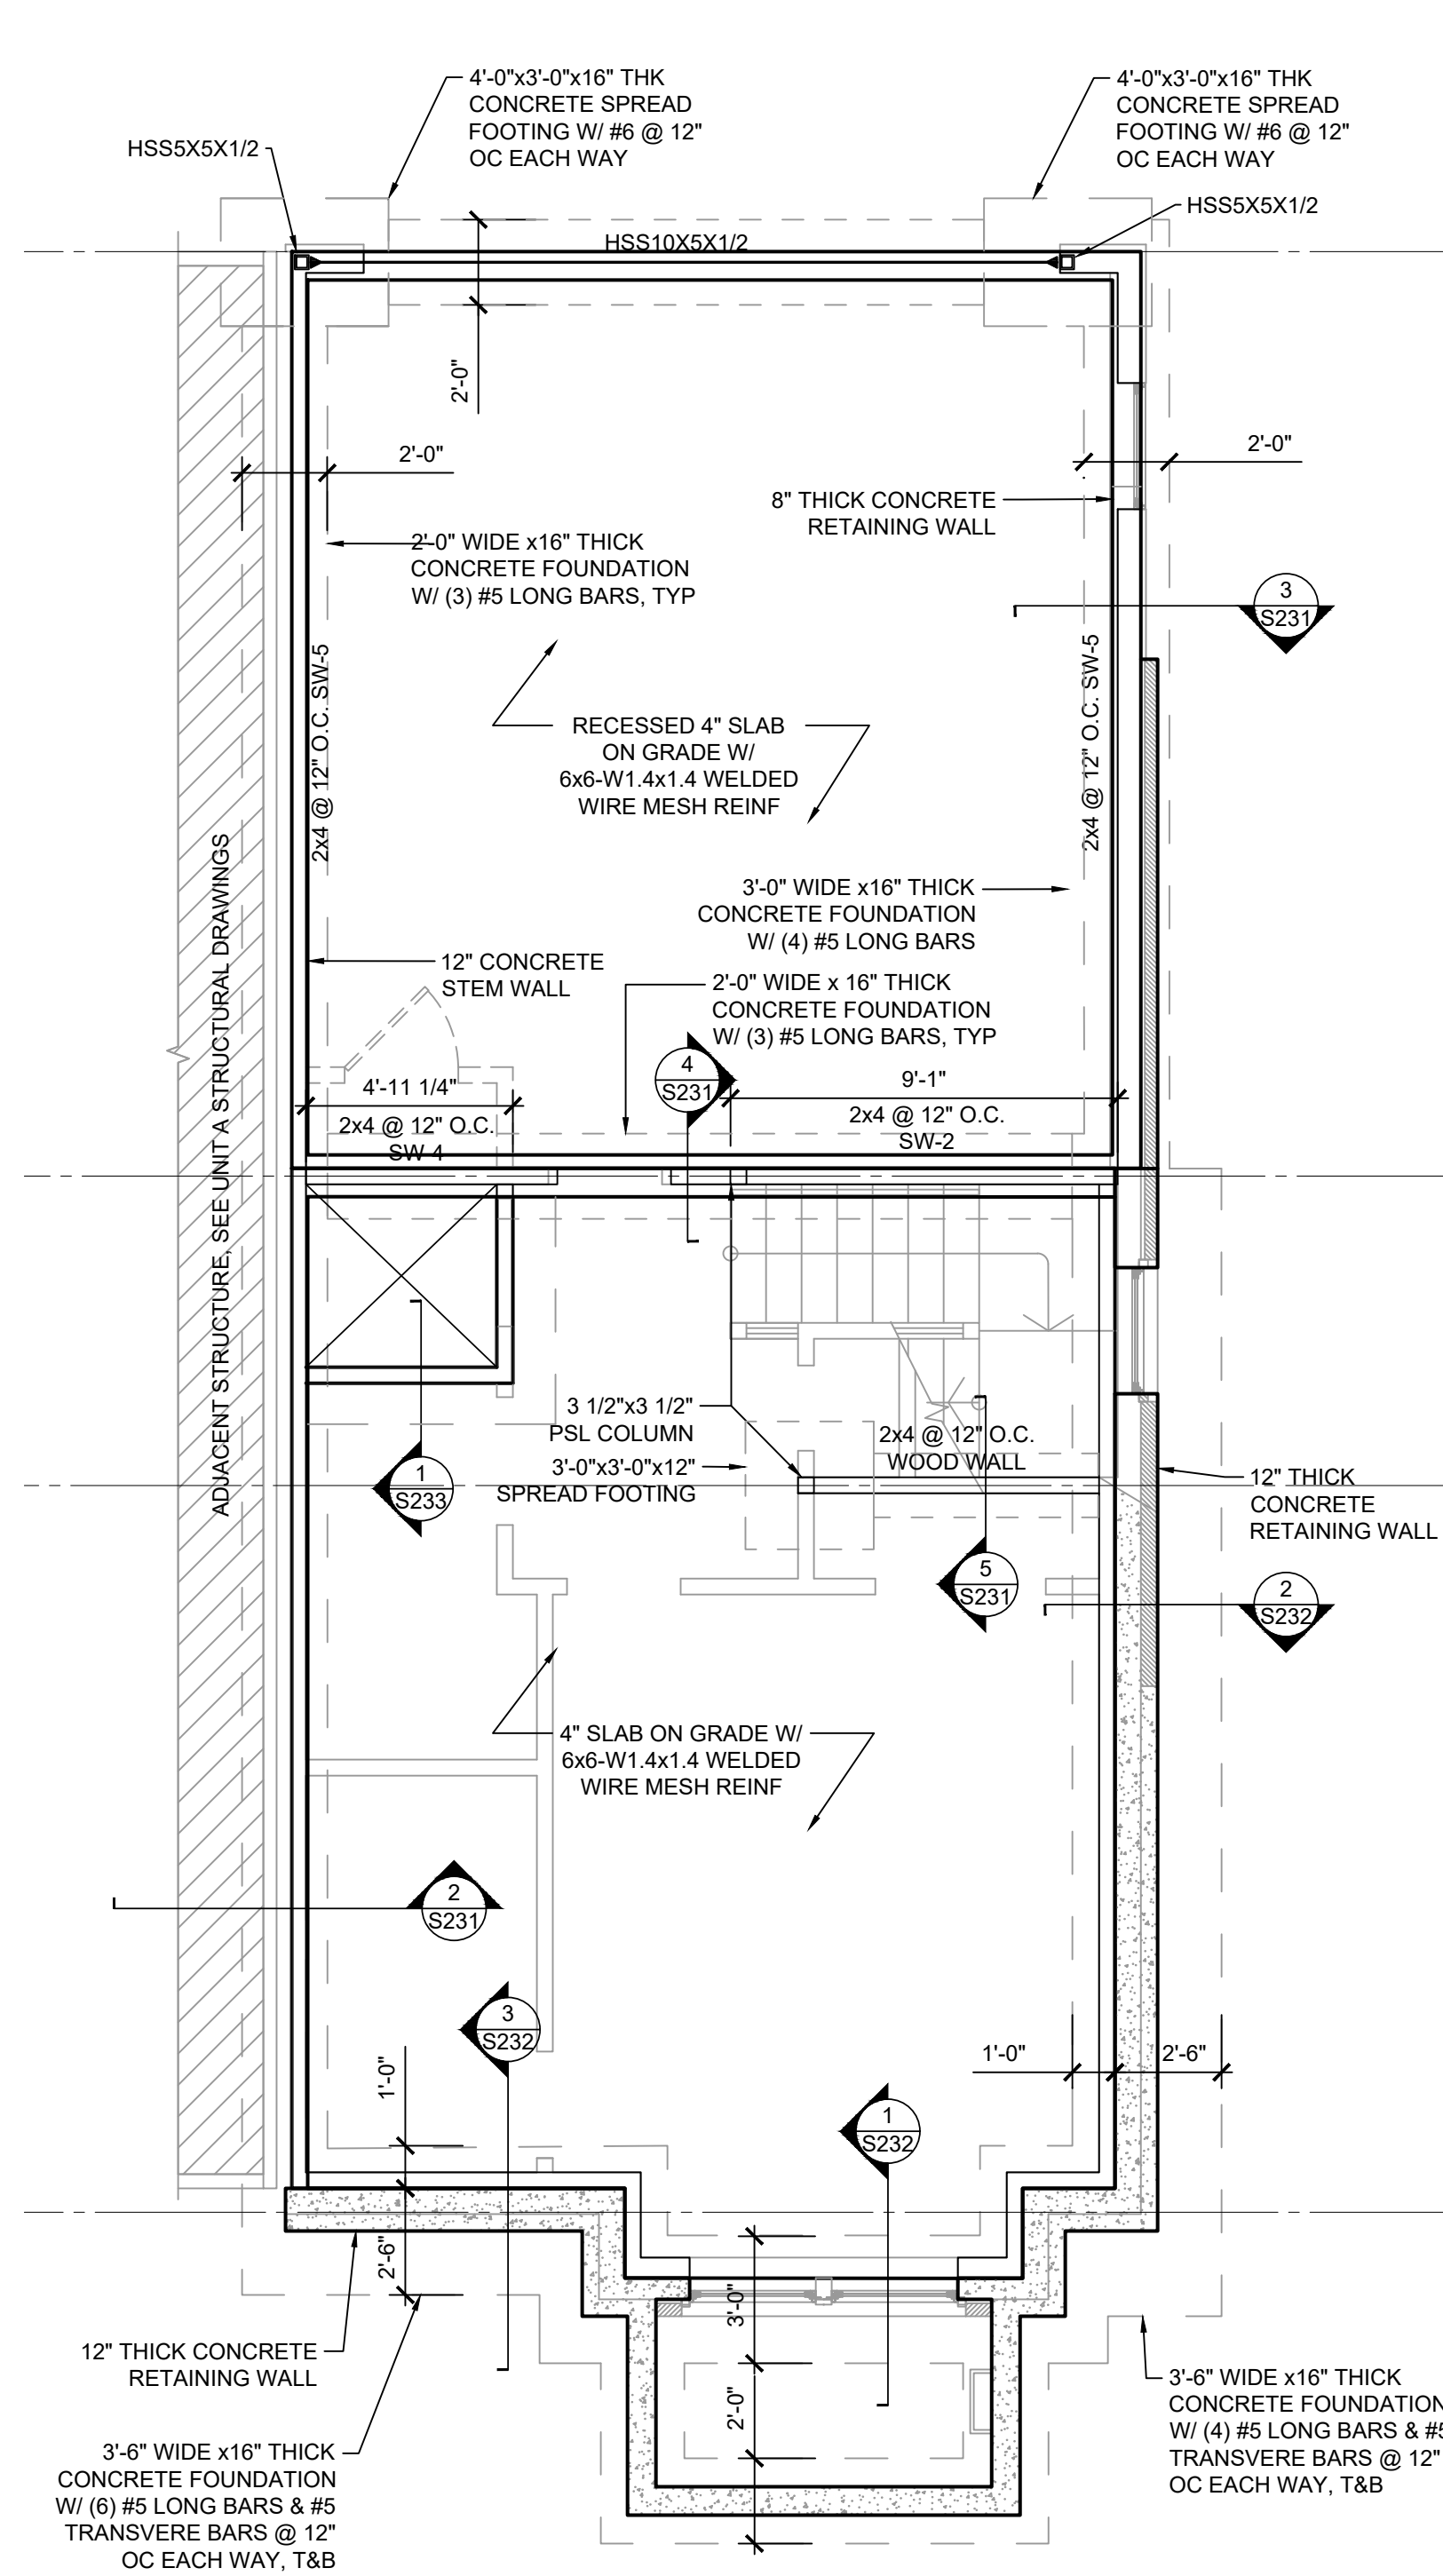 4'-0"x3'-0"x16" THK
CONCRETE SPREAD
FOOTING W/ #6 @ 12"
OC EACH WAY
4'-0"x3'-0"x16" THK
CONCRETE SPREAD
FOOTING W/ #6 @ 12"
OC EACH WAY
HSS5X5X1/2
HSS5X5X1/2
HSS10X5X1/2
2'-0"
2'-0"
2'-0"
8" THICK CONCRETE
RETAINING WALL
2'-0" WIDE x16" THICK
CONCRETE FOUNDATION
W/ (3) #5 LONG BARS, TYP
3
S231
2x4 @ 12" O.C. SW-5
2x4 @ 12" O.C. SW-5
RECESSED 4" SLAB
ON GRADE W/
6x6-W1.4x1.4 WELDED
WIRE MESH REINF
ADJACENT STRUCTURE, SEE UNIT A STRUCTURAL DRAWINGS
3'-0" WIDE x16" THICK
CONCRETE FOUNDATION
W/ (4) #5 LONG BARS
12" CONCRETE
STEM WALL
2'-0" WIDE x 16" THICK
CONCRETE FOUNDATION
W/ (3) #5 LONG BARS, TYP
4
S231
4'-11 1/4"
9'-1"
2x4 @ 12" O.C.
SW-4
2x4 @ 12" O.C.
SW-2
3 1/2"x3 1/2"
PSL COLUMN
2x4 @ 12" O.C.
WOOD WALL
3'-0"x3'-0"x12"
SPREAD FOOTING
1
S233
12" THICK
CONCRETE
RETAINING WALL
5
S231
2
S232
4" SLAB ON GRADE W/
6x6-W1.4x1.4 WELDED
WIRE MESH REINF
2
S231
3
S232
1'-0"
1'-0"
2'-6"
1
S232
2'-6"
3'-0"
2'-0"
12" THICK CONCRETE
RETAINING WALL
3'-6" WIDE x16" THICK
CONCRETE FOUNDATION
W/ (4) #5 LONG BARS & #5
TRANSVERE BARS @ 12"
OC EACH WAY, T&B
3'-6" WIDE x16" THICK
CONCRETE FOUNDATION
W/ (6) #5 LONG BARS & #5
TRANSVERE BARS @ 12"
OC EACH WAY, T&B